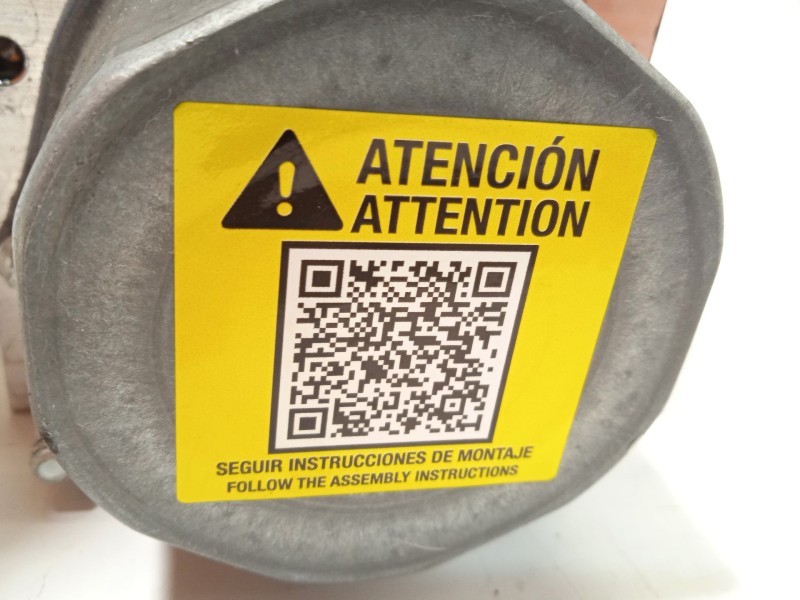 ATENCIÓN
ATTENTION
SEGUIR INSTRUCCIONES DE MONTAJE
FOLLOW THE ASSEMBLY INSTRUCTIONS